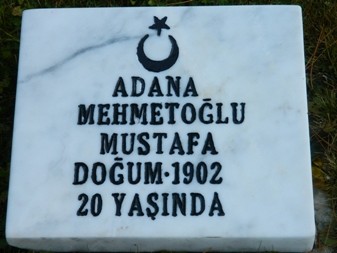 ADANA
MEHMETOĞLU
MUSTAFA
DOĞUM·1902
20 YAŞINDA